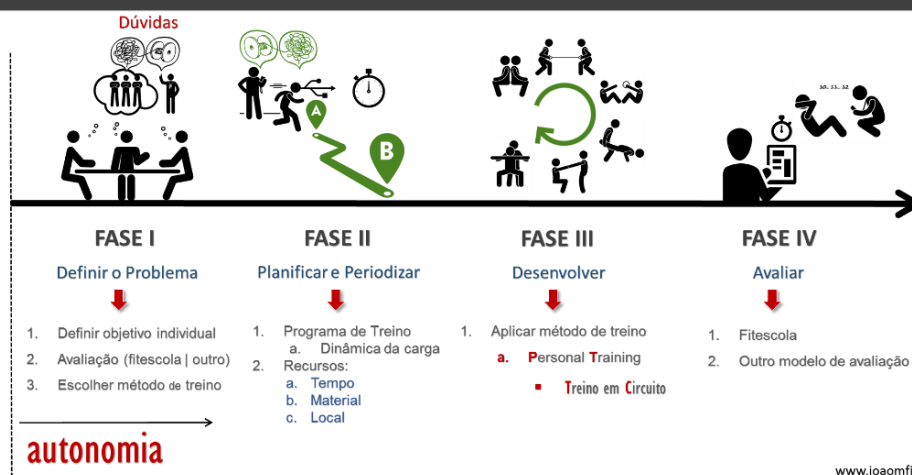 Dúvidas
A
B
10, 11, 12
FASE I
Definir o Problema
1. Definir objetivo individual
2. Avaliação (fitescola | outro)
3. Escolher método de treino
autonomia
FASE II
Planificar e Periodizar
1. Programa de Treino
a. Dinâmica da carga
2. Recursos:
a. Tempo
b. Material
c. Local
FASE III
Desenvolver
1. Aplicar método de treino
a. Personal Training
Treino em Circuito
FASE IV
Avaliar
1. Fitescola
2. Outro modelo de avaliação